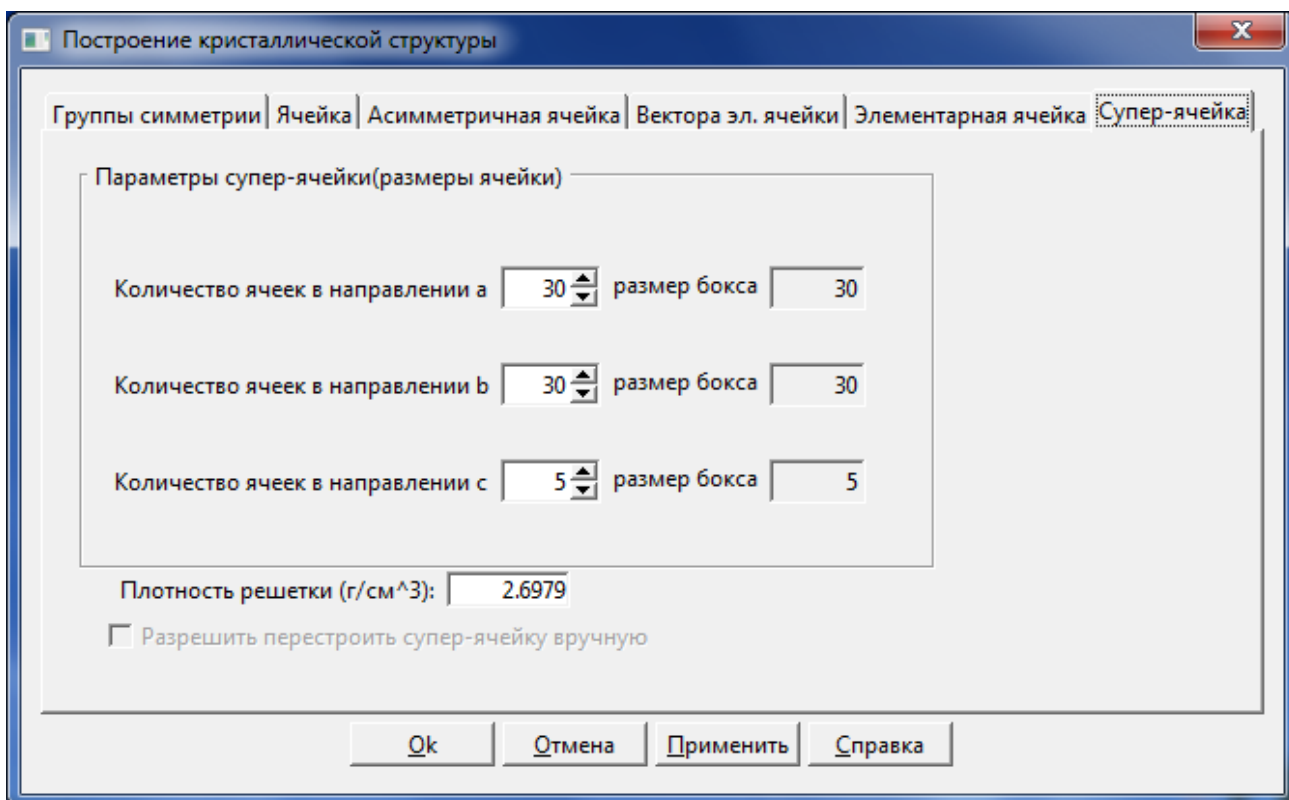 Построение кристаллической структуры
Группы симметрии Ячейка Асимметричная ячейка Вектора эл. ячейки Элементарная ячейка Супер-ячейка
Параметры супер-ячейки(размеры ячейки)
Количество ячеек в направлении a 30 размер бокса 30
Количество ячеек в направлении b 30 размер бокса 30
Количество ячеек в направлении c 5 размер бокса 5
Плотность решетки (г/см^3): 2.6979
Разрешить перестроить супер-ячейку вручную
Ok Отмена Применить Справка